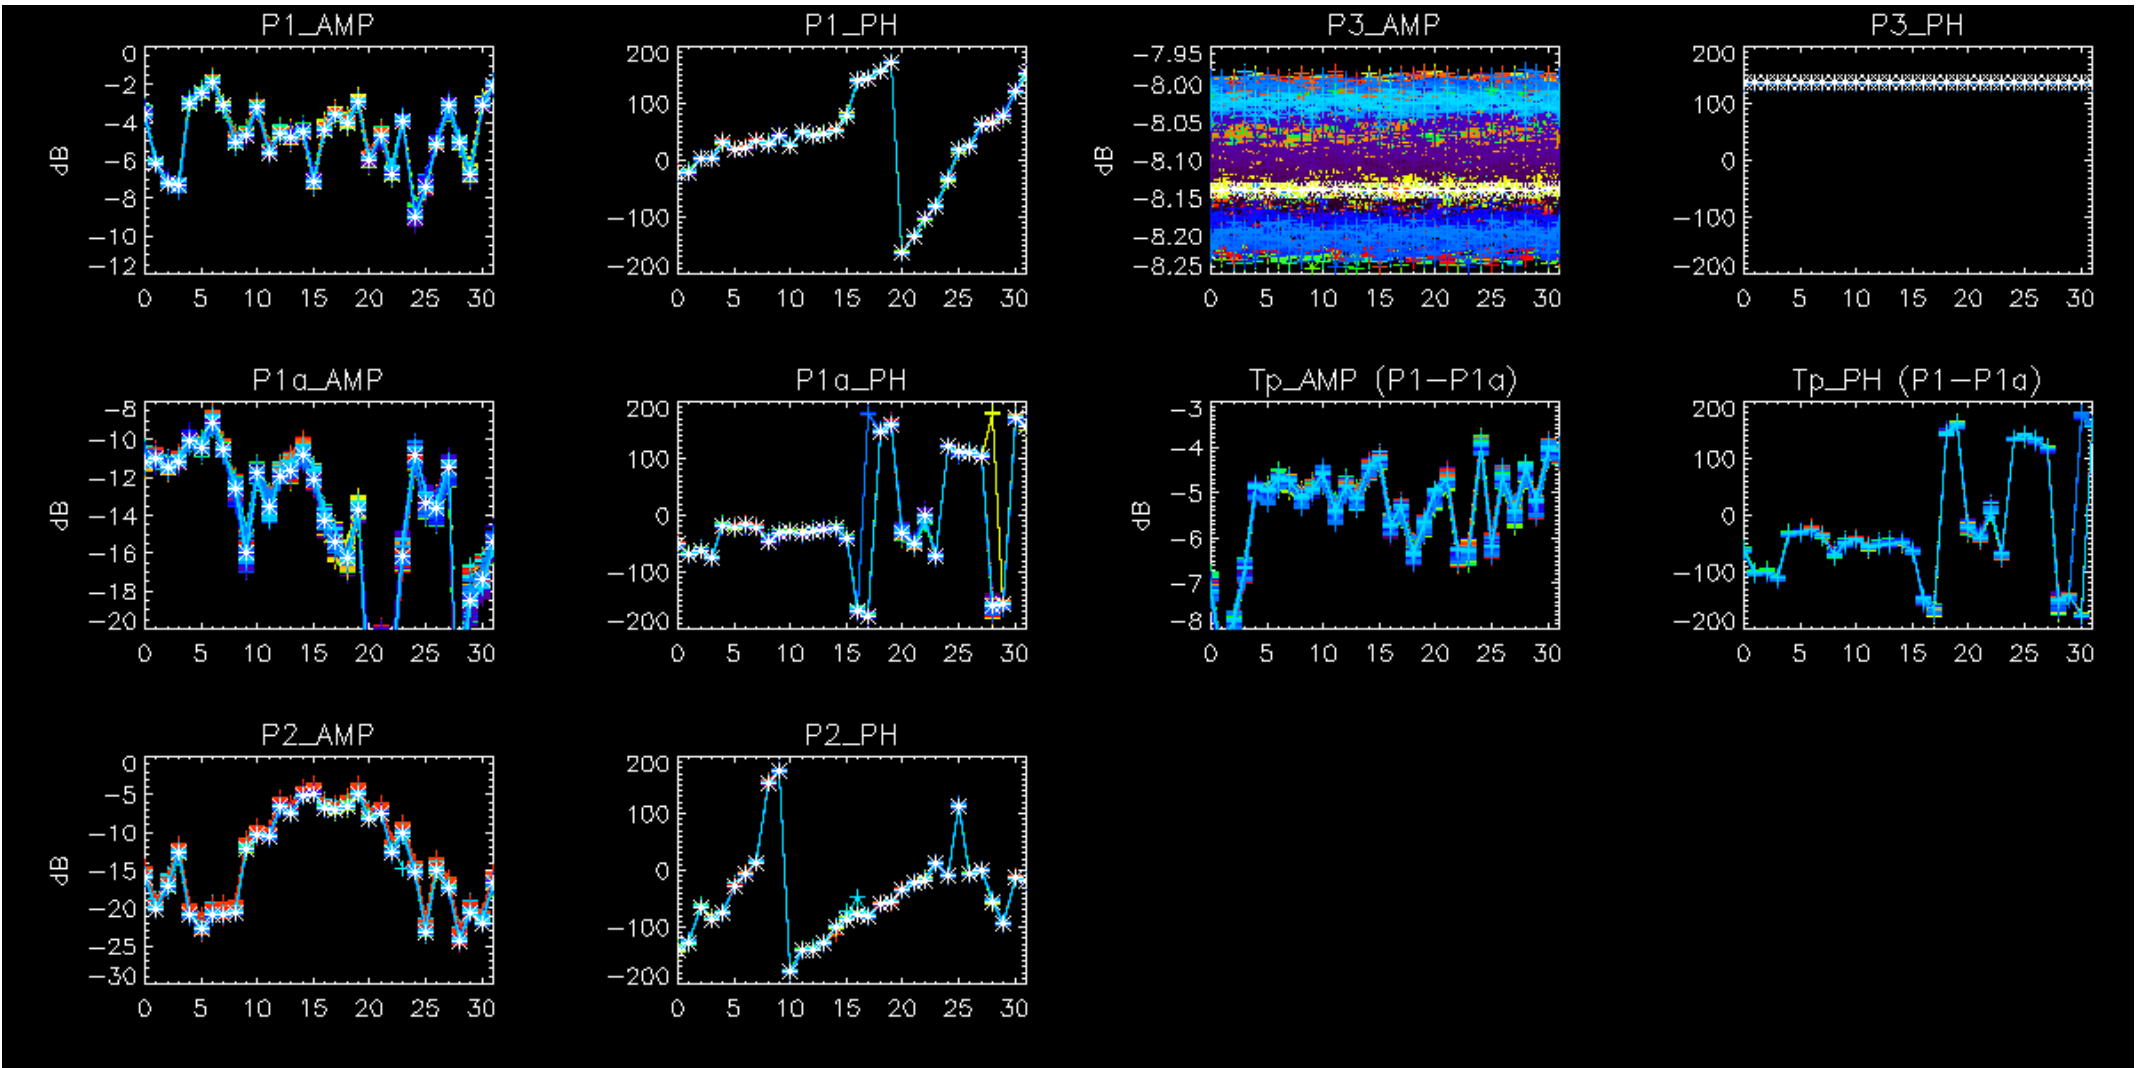 P1_AMP
P1_PH
P3_AMP
P3_PH
dB
0
−2
−4
−6
−8
−10
−12
0 5 10 15 20 25 30
200
100
0
−100
−200
0 5 10 15 20 25 30
dB
−7.95
−8.00
−8.05
−8.10
−8.15
−8.20
−8.25
0 5 10 15 20 25 30
200
100
0
−100
−200
0 5 10 15 20 25 30
P1a_AMP
P1a_PH
Tp_AMP (P1−P1a)
Tp_PH (P1−P1a)
dB
−8
−10
−12
−14
−16
−18
−20
0 5 10 15 20 25 30
200
100
0
−100
−200
0 5 10 15 20 25 30
dB
−3
−4
−5
−6
−7
−8
0 5 10 15 20 25 30
200
100
0
−100
−200
0 5 10 15 20 25 30
P2_AMP
P2_PH
dB
0
−5
−10
−15
−20
−25
−30
0 5 10 15 20 25 30
200
100
0
−100
−200
0 5 10 15 20 25 30